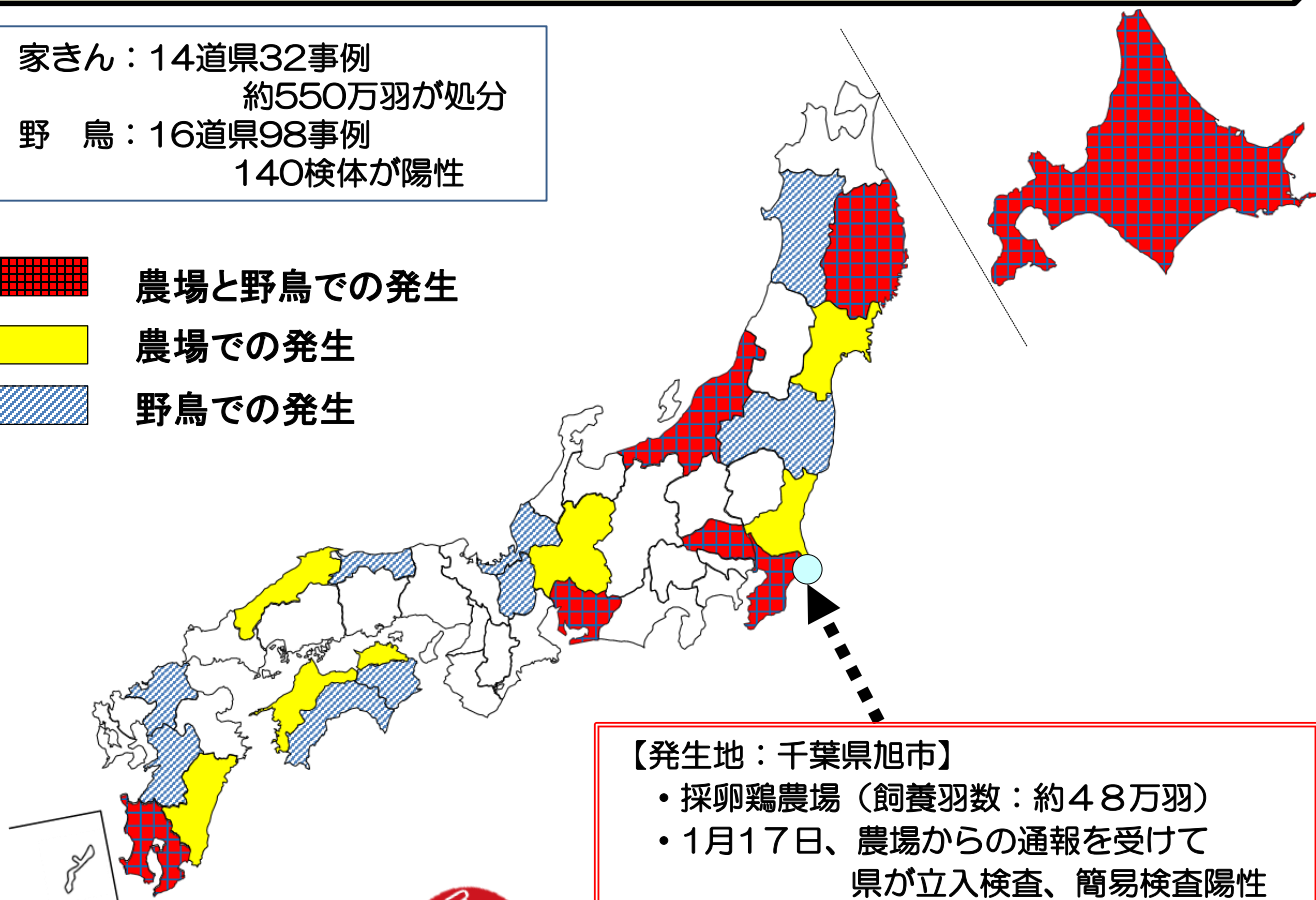 家きん：14道県32事例
約550万羽が処分
野　鳥：16道県98事例
140検体が陽性
農場と野鳥での発生
農場での発生
野鳥での発生
【発生地：千葉県旭市】
・採卵鶏農場（飼養羽数：約４８万羽）
・1月１７日、農場からの通報を受けて
県が立入検査、簡易検査陽性